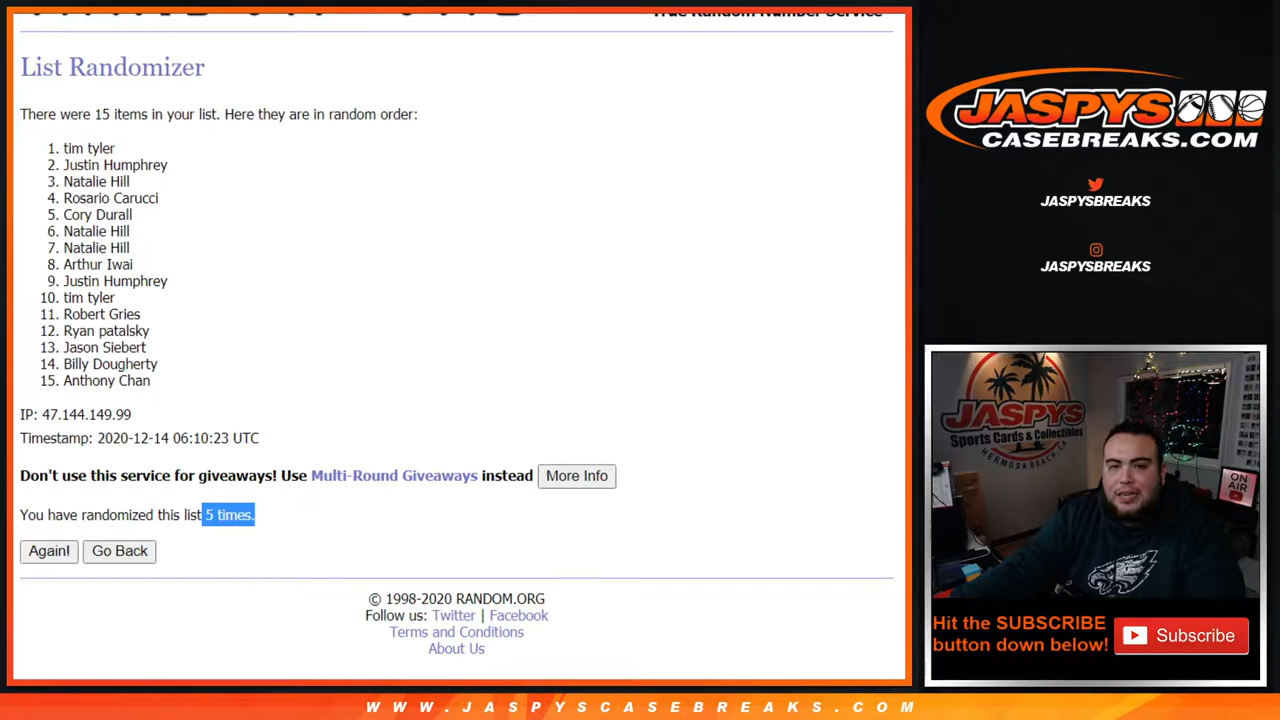 True Random Number Service
List Randomizer
There were 15 items in your list. Here they are in random order:
1. tim tyler
2. Justin Humphrey
3. Natalie Hill
4. Rosario Carucci
5. Cory Durall
6. Natalie Hill
7. Natalie Hill
8. Arthur Iwai
9. Justin Humphrey
10. tim tyler
11. Robert Gries
12. Ryan patalsky
13. Jason Siebert
14. Billy Dougherty
15. Anthony Chan
IP: 47.144.149.99
Timestamp: 2020-12-14 06:10:23 UTC
Don't use this service for giveaways! Use Multi-Round Giveaways instead More Info
You have randomized this list 5 times.
Again! Go Back
© 1998-2020 RANDOM.ORG
Follow us: Twitter | Facebook
Terms and Conditions
About Us
JASPYS
CASEBREAKS.COM
JASPYSBREAKS
JASPYSBREAKS
JASPYS
Sports Cards & Collectibles
HERMOSA BEACH, CA
ON AIR
Hit the SUBSCRIBE
button down below!
Subscribe
WWW.JASPYSCASEBREAKS.COM